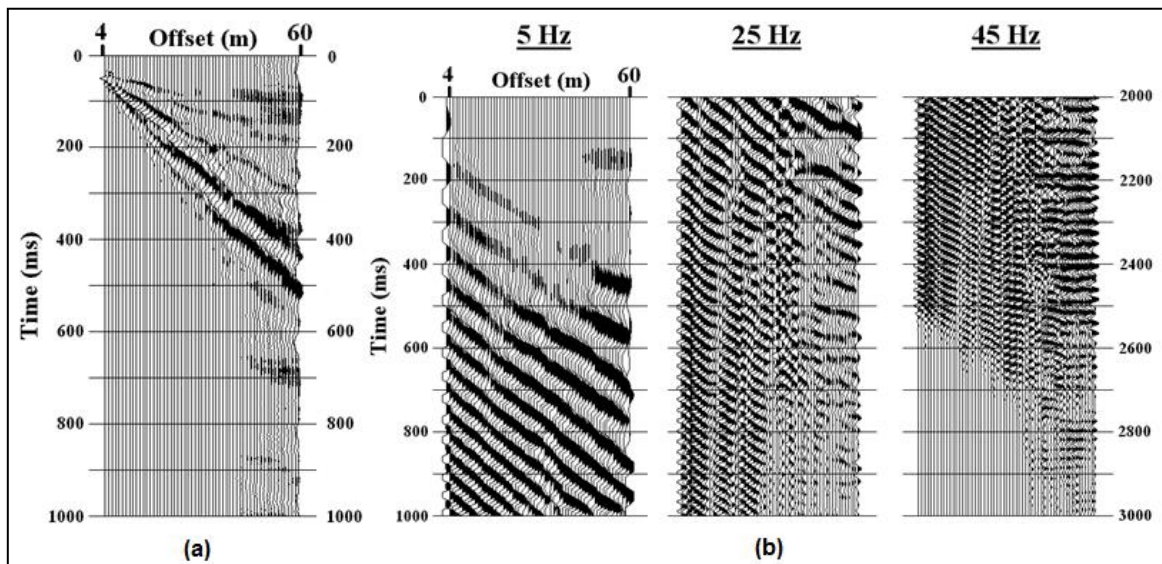 4 Offset (m) 60
0 0
200 200
400 400
600 600
800 800
1000 1000
Time (ms)
(a)
5 Hz 25 Hz 45 Hz
4 Offset (m) 60
0 2000
200 2200
400 2400
600 2600
800 2800
1000 3000
Time (ms)
(b)